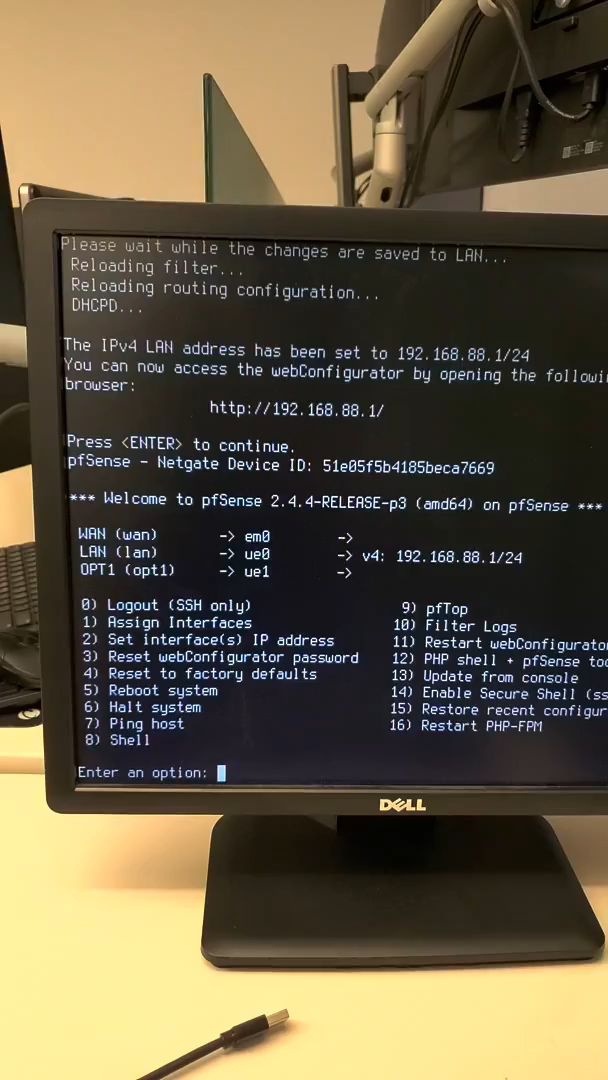 Please wait while the changes are saved to LAN...
Reloading filter...
Reloading routing configuration...
DHCPD...
The IPv4 LAN address has been set to 192.168.88.1/24
You can now access the webConfigurator by opening the followi
browser:
http://192.168.88.1/
Press <ENTER> to continue.
pfSense - Netgate Device ID: 51e05f5b4185beca7669
*** Welcome to pfSense 2.4.4-RELEASE-p3 (amd64) on pfSense ***
WAN (wan) -> em0 ->
LAN (lan) -> ue0 -> v4: 192.168.88.1/24
OPT1 (opt1) -> ue1 ->
0) Logout (SSH only) 9) pfTop
1) Assign Interfaces 10) Filter Logs
2) Set interface(s) IP address 11) Restart webConfigurato
3) Reset webConfigurator password 12) PHP shell + pfSense too
4) Reset to factory defaults 13) Update from console
5) Reboot system 14) Enable Secure Shell (ss
6) Halt system 15) Restore recent configur
7) Ping host 16) Restart PHP-FPM
8) Shell
Enter an option:
DELL